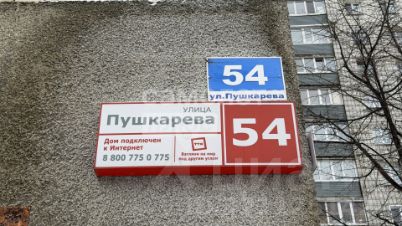 54
ул.Пушкарева
УЛИЦА
Пушкарева
54
Дом подключен
к Интернет
8 800 775 0 775